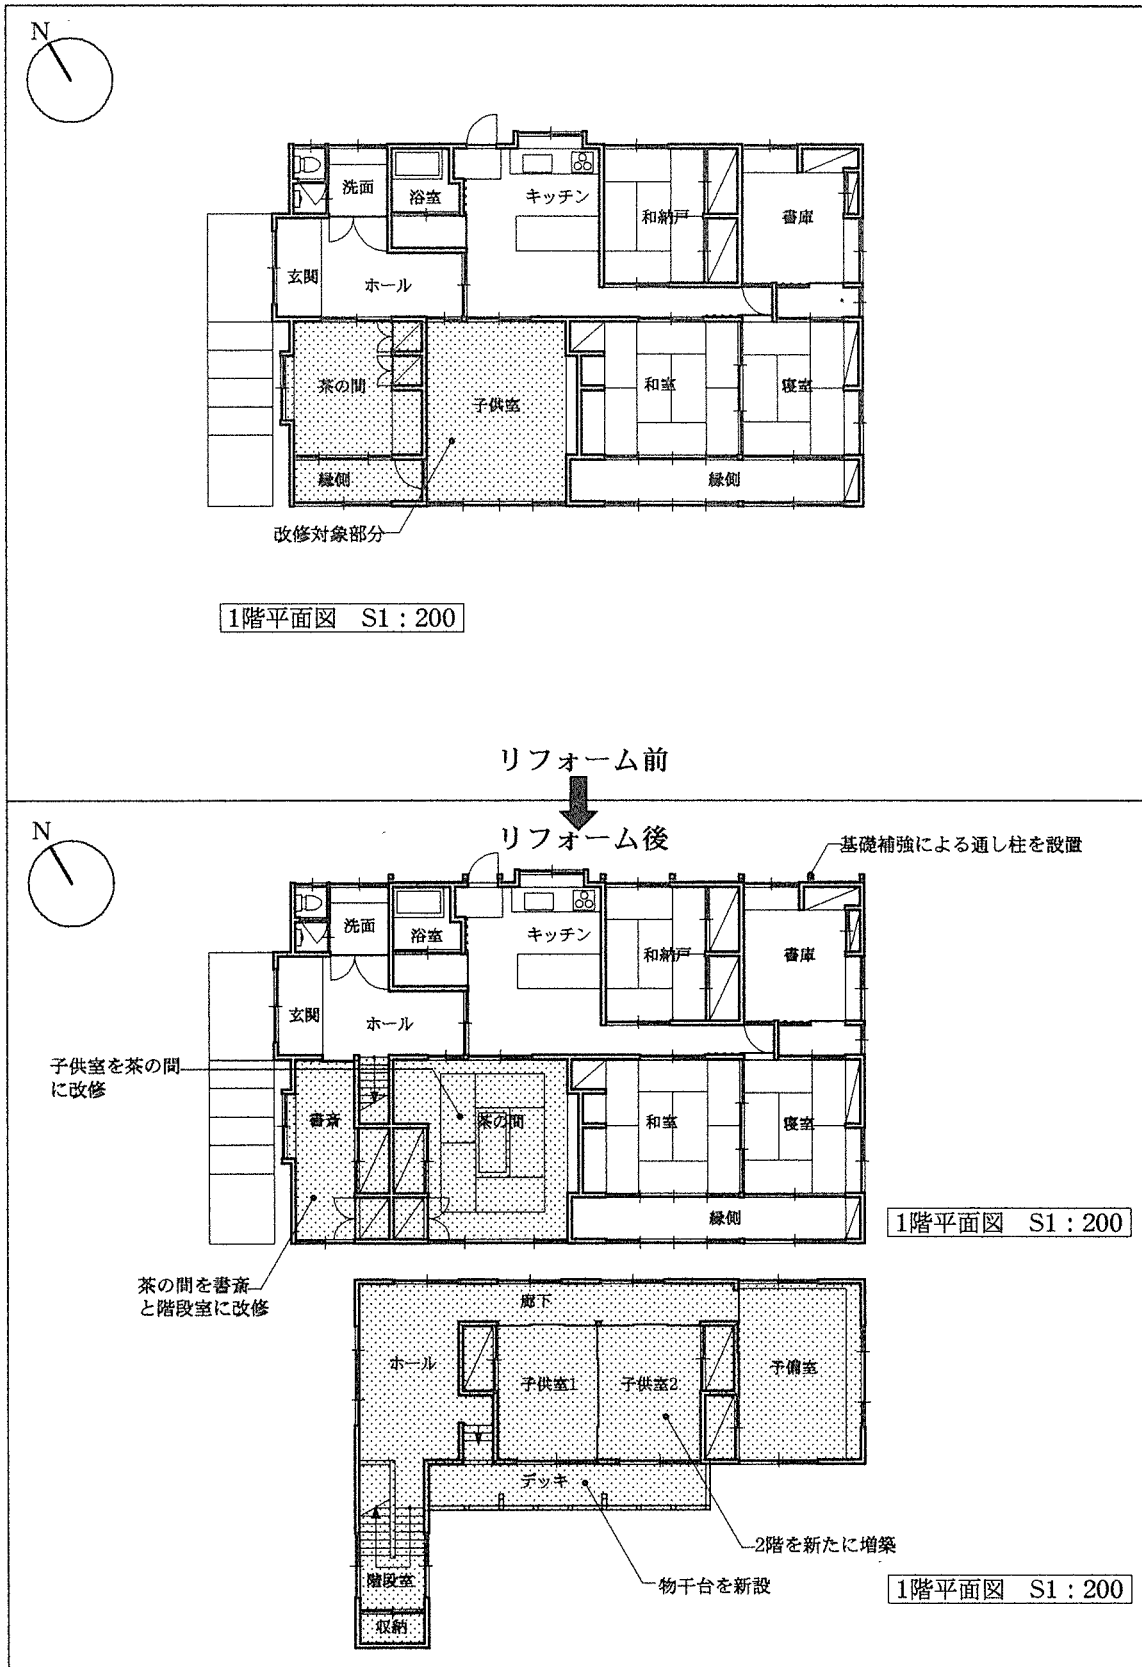 N
洗面
浴室
キッチン
和納戸
書庫
玄関
ホール
茶の間
子供室
和室
寝室
縁側
縁側
改修対象部分
1階平面図 S1：200
リフォーム前
リフォーム後
N
基礎補強による通し柱を設置
洗面
浴室
キッチン
和納戸
書庫
玄関
ホール
子供室を茶の間
に改修
書斎
茶の間
和室
寝室
縁側
1階平面図 S1：200
茶の間を書斎
と階段室に改修
廊下
ホール
子供室1
子供室2
予備室
デッキ
2階を新たに増築
階段室
物干台を新設
1階平面図 S1：200
収納